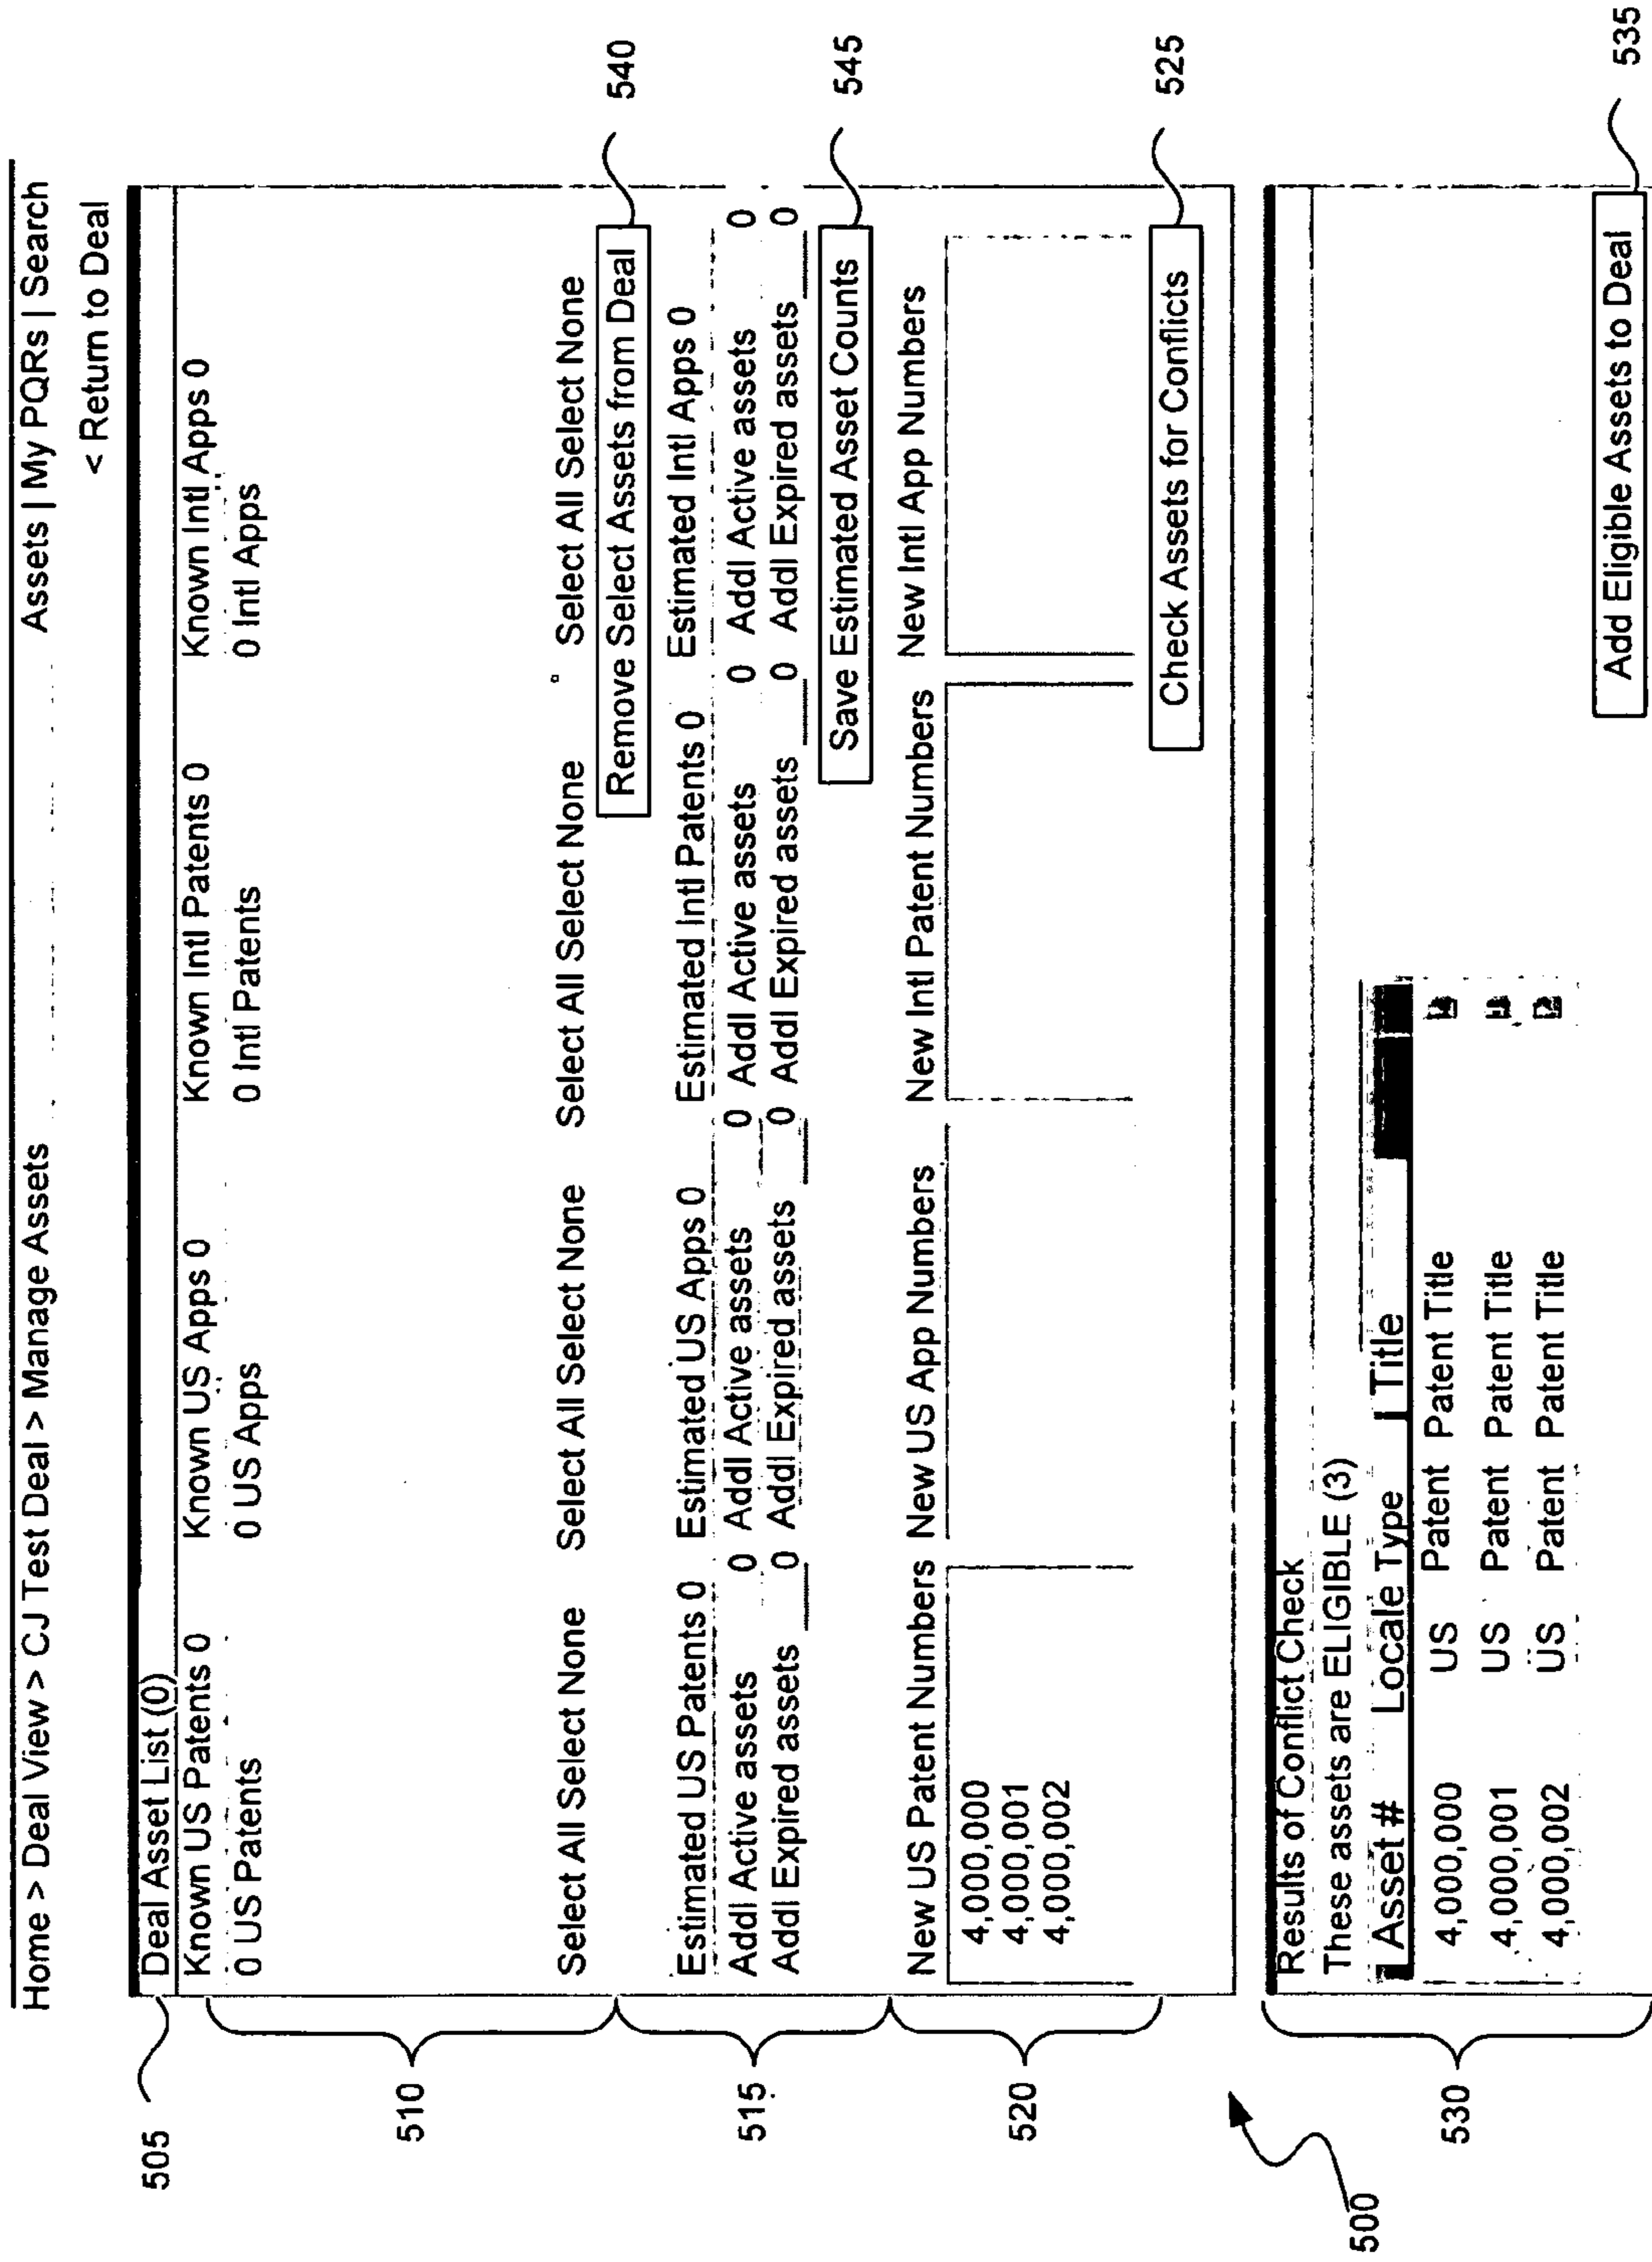 Home > Deal View > CJ Test Deal > Manage Assets Assets | My PQRs | Search
< Return to Deal
505 Deal Asset List (0)
Known US Patents 0 Known US Apps 0 Known Intl Patents 0 Known Intl Apps 0
0 US Patents 0 US Apps 0 Intl Patents 0 Intl Apps
510
Select All Select None Select All Select None Select All Select None Select All Select None
Remove Select Assets from Deal 540
Estimated US Patents 0 Estimated US Apps 0 Estimated Intl Patents 0 Estimated Intl Apps 0
515 Addl Active assets 0 Addl Active assets 0 Addl Active assets 0 Addl Active assets 0
Addl Expired assets 0 Addl Expired assets 0 Addl Expired assets 0 Addl Expired assets 0
Save Estimated Asset Counts 545
New US Patent Numbers New US App Numbers New Intl Patent Numbers New Intl App Numbers
4,000,000
520 4,000,001
4,000,002
Check Assets for Conflicts 525
500
Results of Conflict Check
These assets are ELIGIBLE (3)
Asset # Locale Type Title
4,000,000 US Patent Patent Title
530 4,000,001 US Patent Patent Title
4,000,002 US Patent Patent Title
Add Eligible Assets to Deal 535